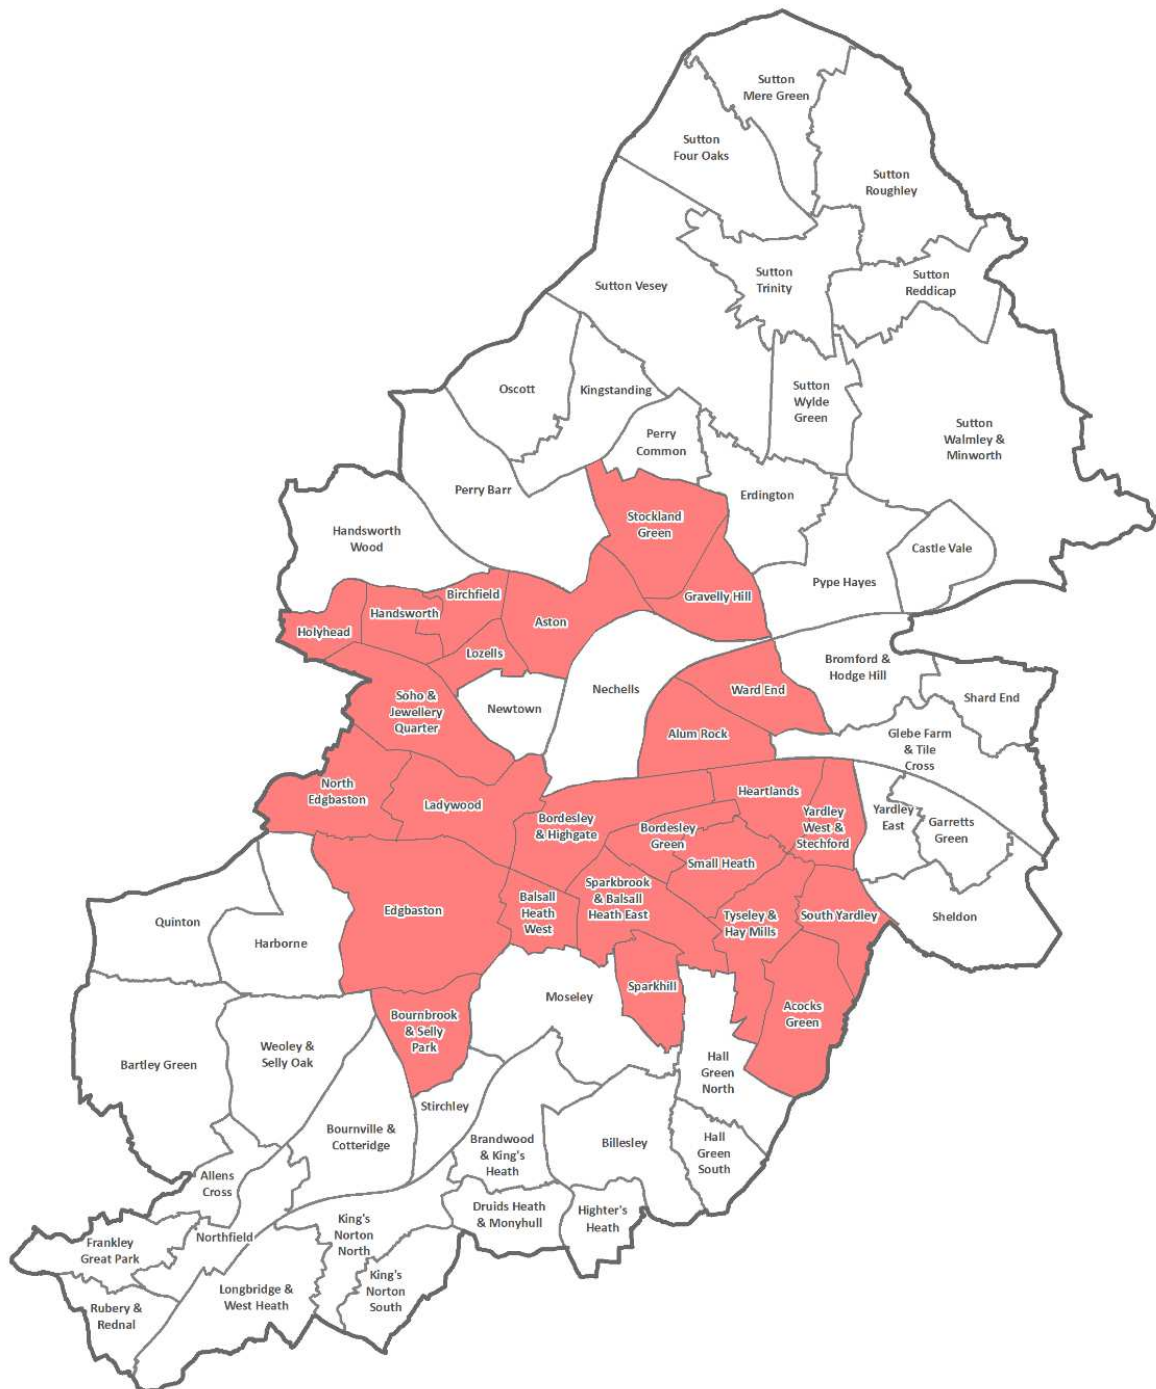 Sutton
Mere Green
Sutton
Four Oaks
Sutton
Roughley
Sutton Vesey
Sutton
Trinity
Sutton
Reddicap
Oscott
Kingstanding
Sutton
Wylde
Green
Sutton
Walmley &
Minworth
Perry
Common
Perry Barr
Erdington
Stockland
Green
Handsworth
Wood
Castle Vale
Pype Hayes
Gravelly Hill
Birchfield
Handsworth
Holyhead
Aston
Lozells
Bromford &
Hodge Hill
Nechells
Ward End
Shard End
Soho &
Jewellery
Quarter
Newtown
Alum Rock
Glebe Farm
& Tile
Cross
North
Edgbaston
Ladywood
Heartlands
Bordesley
& Highgate
Bordesley
Green
Yardley
West &
Stechford
Yardley
East
Garretts
Green
Small Heath
Sparkbrook
& Balsall
Heath East
Balsall
Heath
West
Edgbaston
Tyseley &
Hay Mills
South Yardley
Sheldon
Quinton
Harborne
Sparkhill
Moseley
Bournbrook
& Selly
Park
Acocks
Green
Weoley &
Selly Oak
Bartley Green
Hall
Green
North
Stirchley
Bournville &
Cotteridge
Brandwood
& King's
Heath
Billesley
Hall
Green
South
Allens
Cross
Druids Heath
& Monyhull
Highter's
Heath
King's
Norton
North
Northfield
Frankley
Great Park
King's
Norton
South
Longbridge &
West Heath
Rubery &
Rednal